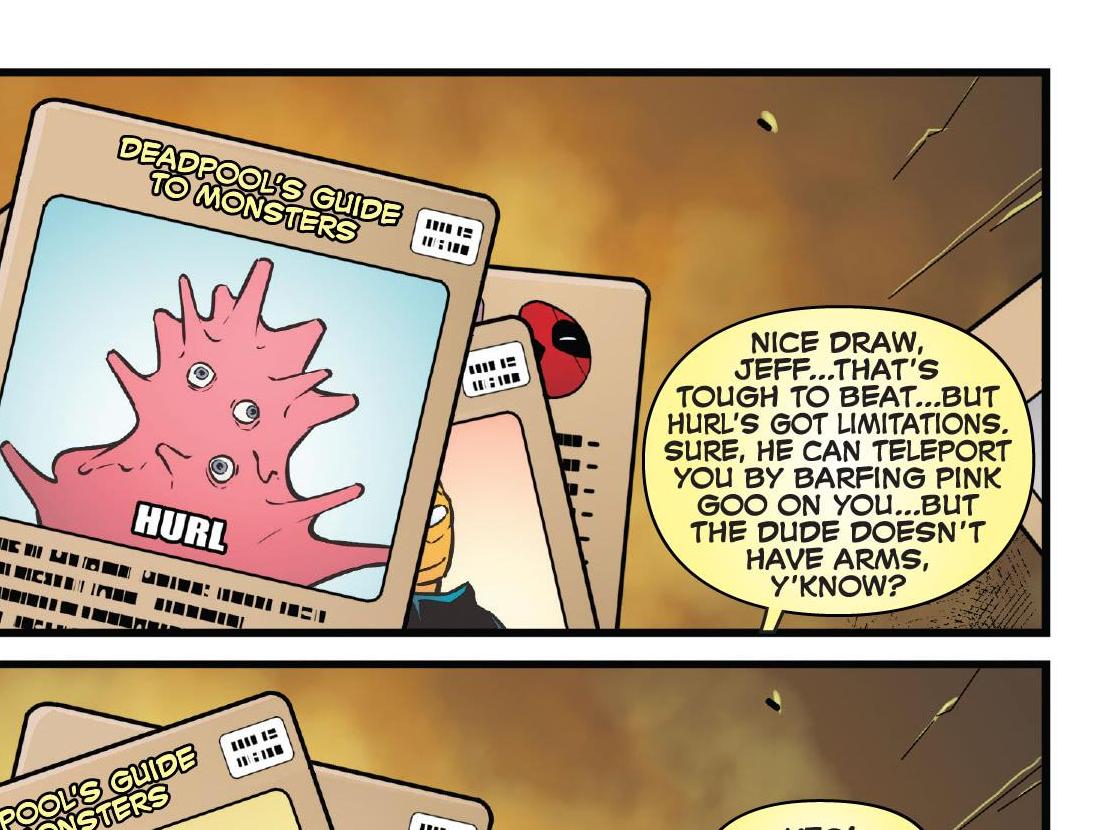 DEADPOOL'S GUIDE
TO MONSTERS
HURL
NICE DRAW,
JEFF...THAT'S
TOUGH TO BEAT...BUT
HURL'S GOT LIMITATIONS.
SURE, HE CAN TELEPORT
YOU BY BARFING PINK
GOO ON YOU...BUT
THE DUDE DOESN'T
HAVE ARMS,
Y'KNOW?
POOL'S GUIDE
MONSTERS